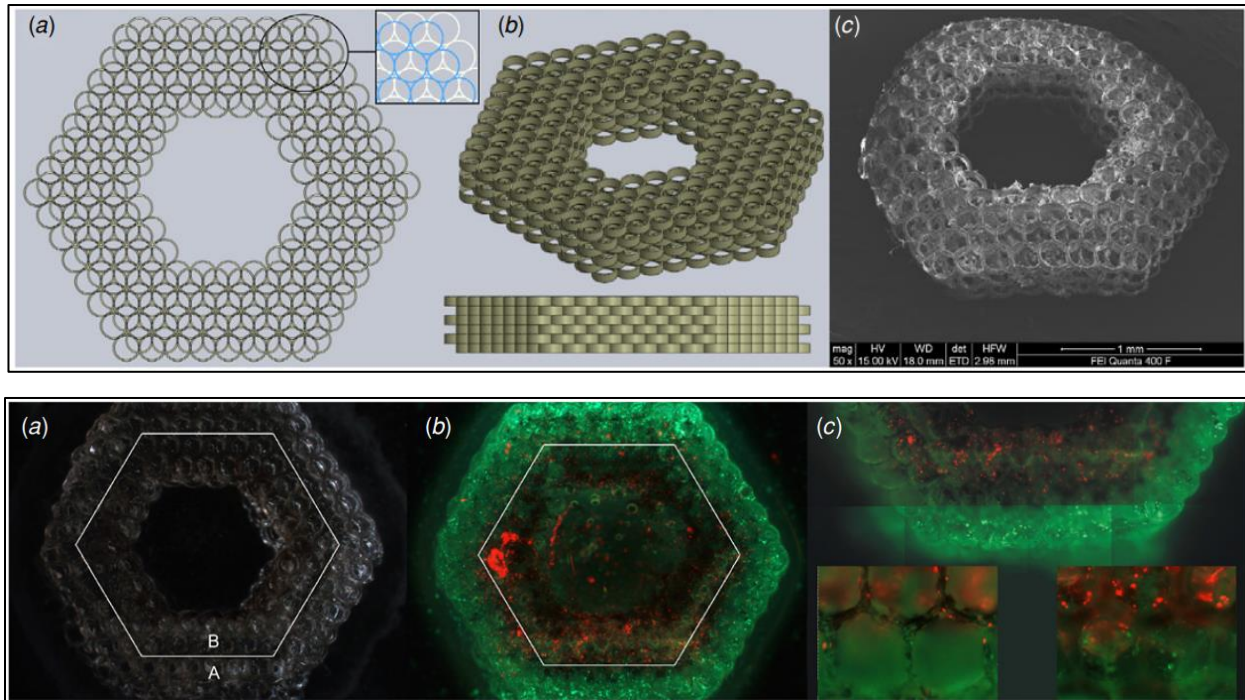 (a)
(b)
(c)
mag HV WD det HFW 1 mm
50 x 15.00 kV 18.0 mm ETD 2.98 mm FEI Quanta 400 F
(a)
(b)
(c)
B
A